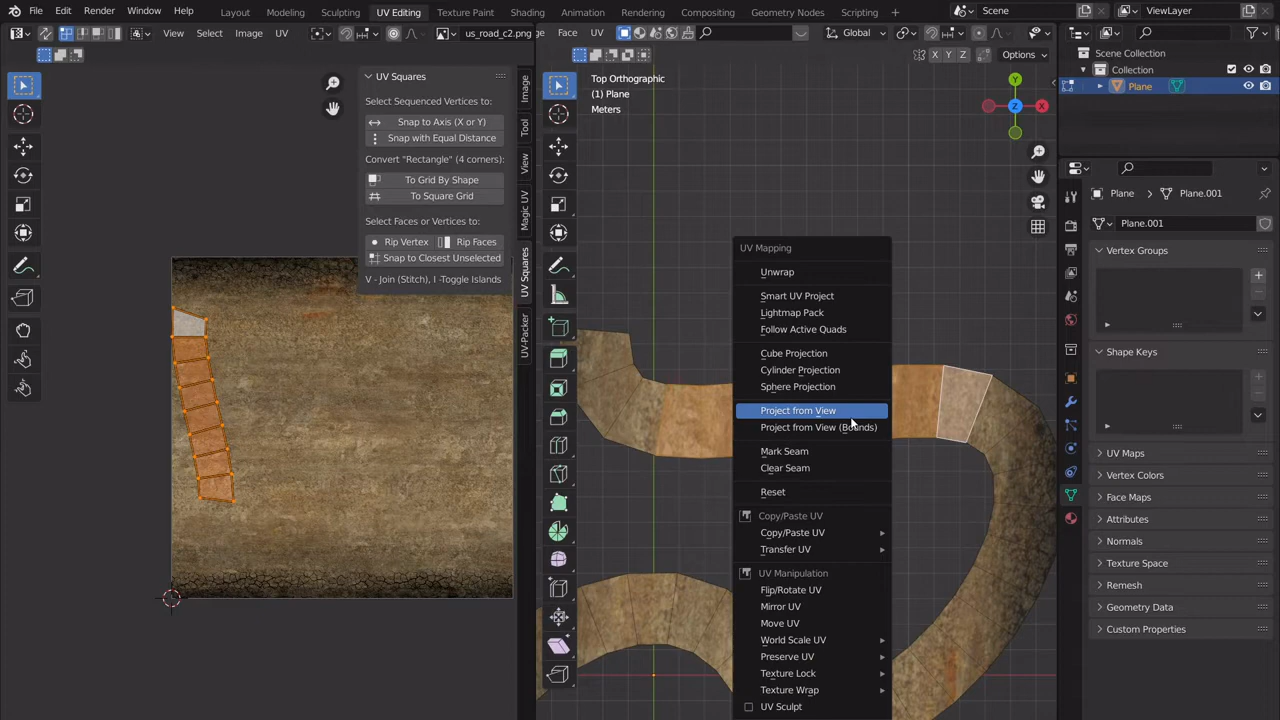 File Edit Render Window Help Layout Modeling Sculpting UV Editing Texture Paint Shading Animation Rendering Compositing Geometry Nodes Scripting Scene ViewLayer
View Select Image UV us_road_c2.png
Face UV Global
Options
UV Squares
Select Sequenced Vertices to:
Snap to Axis (X or Y)
Snap with Equal Distance
Convert "Rectangle" (4 corners):
To Grid By Shape
To Square Grid
Select Faces or Vertices to:
Rip Vertex Rip Faces
Snap to Closest Unselected
V - Join (Stitch), I -Toggle Islands
Image
Tool
View
Magic UV
UV Squares
UV-Packer
X Y Z
Top Orthographic
(1) Plane
Meters
Y
Z
X
UV Mapping
Unwrap
Smart UV Project
Lightmap Pack
Follow Active Quads
Cube Projection
Cylinder Projection
Sphere Projection
Project from View
Project from View (Bounds)
Mark Seam
Clear Seam
Reset
Copy/Paste UV
Copy/Paste UV
Transfer UV
UV Manipulation
Flip/Rotate UV
Mirror UV
Move UV
World Scale UV
Preserve UV
Texture Lock
Texture Wrap
UV Sculpt
Scene Collection
Collection
Plane
Plane Plane.001
Plane.001
Vertex Groups
Shape Keys
UV Maps
Vertex Colors
Face Maps
Attributes
Normals
Texture Space
Remesh
Geometry Data
Custom Properties